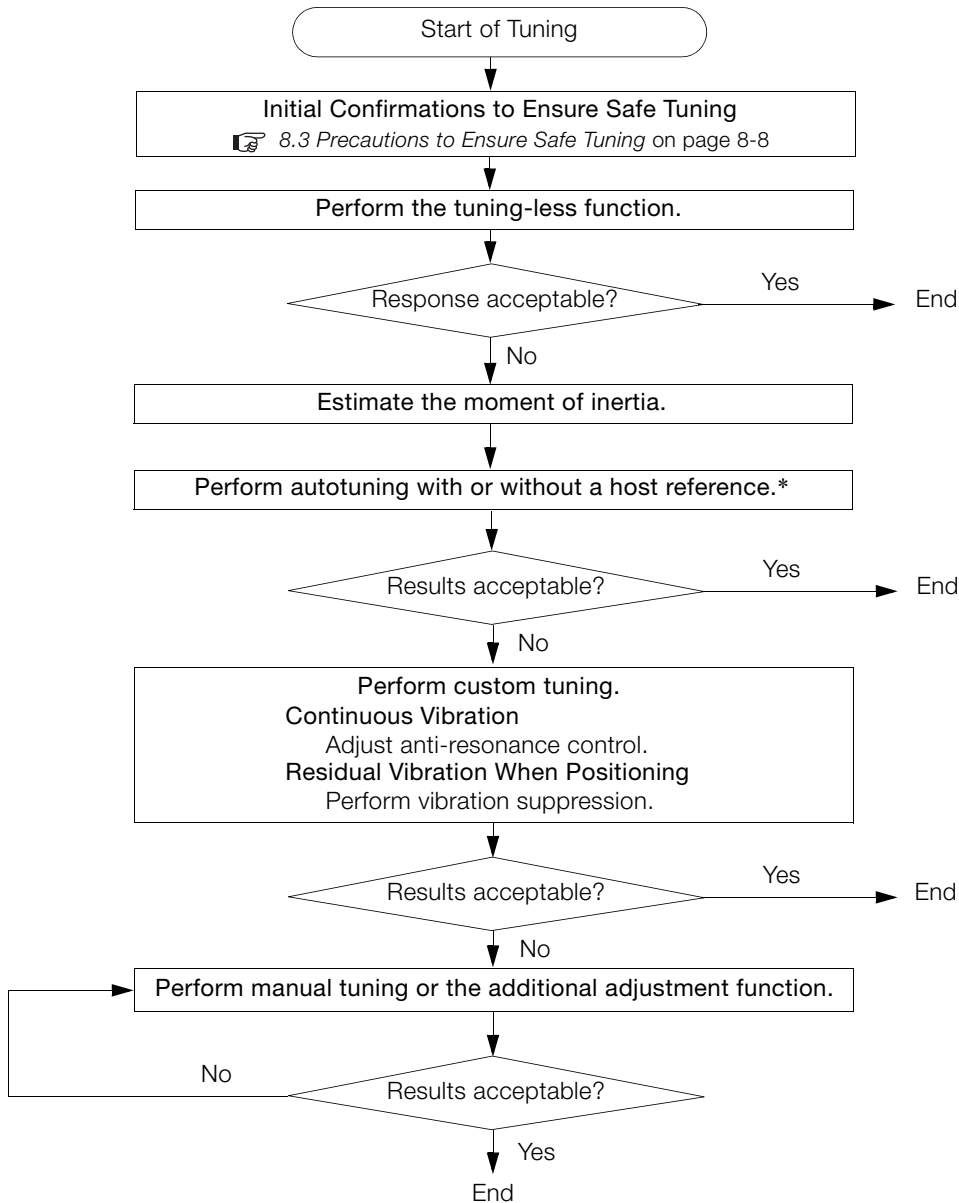 Start of Tuning
Initial Confirmations to Ensure Safe Tuning
8.3 Precautions to Ensure Safe Tuning on page 8-8
Perform the tuning-less function.
Response acceptable?
Yes
End
No
Estimate the moment of inertia.
Perform autotuning with or without a host reference.*
Results acceptable?
Yes
End
No
Perform custom tuning.
Continuous Vibration
Adjust anti-resonance control.
Residual Vibration When Positioning
Perform vibration suppression.
Results acceptable?
Yes
End
No
Perform manual tuning or the additional adjustment function.
No
Results acceptable?
Yes
End